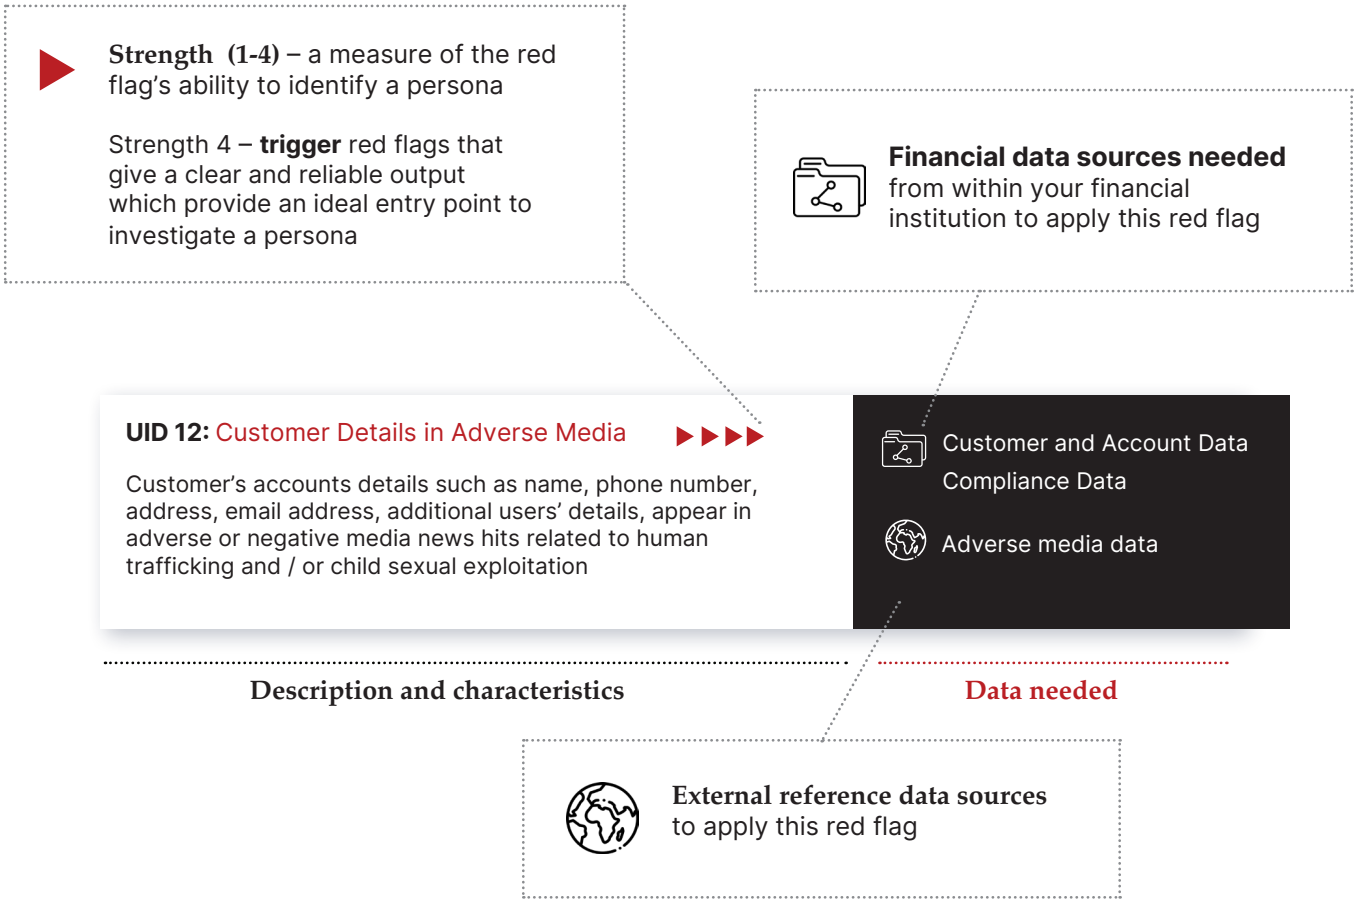 Strength (1-4) – a measure of the red
flag’s ability to identify a persona
Strength 4 – trigger red flags that
give a clear and reliable output
which provide an ideal entry point to
investigate a persona
Financial data sources needed
from within your financial
institution to apply this red flag
UID 12: Customer Details in Adverse Media
Customer’s accounts details such as name, phone number,
address, email address, additional users’ details, appear in
adverse or negative media news hits related to human
trafficking and / or child sexual exploitation
Customer and Account Data
Compliance Data
Adverse media data
Description and characteristics
Data needed
External reference data sources
to apply this red flag